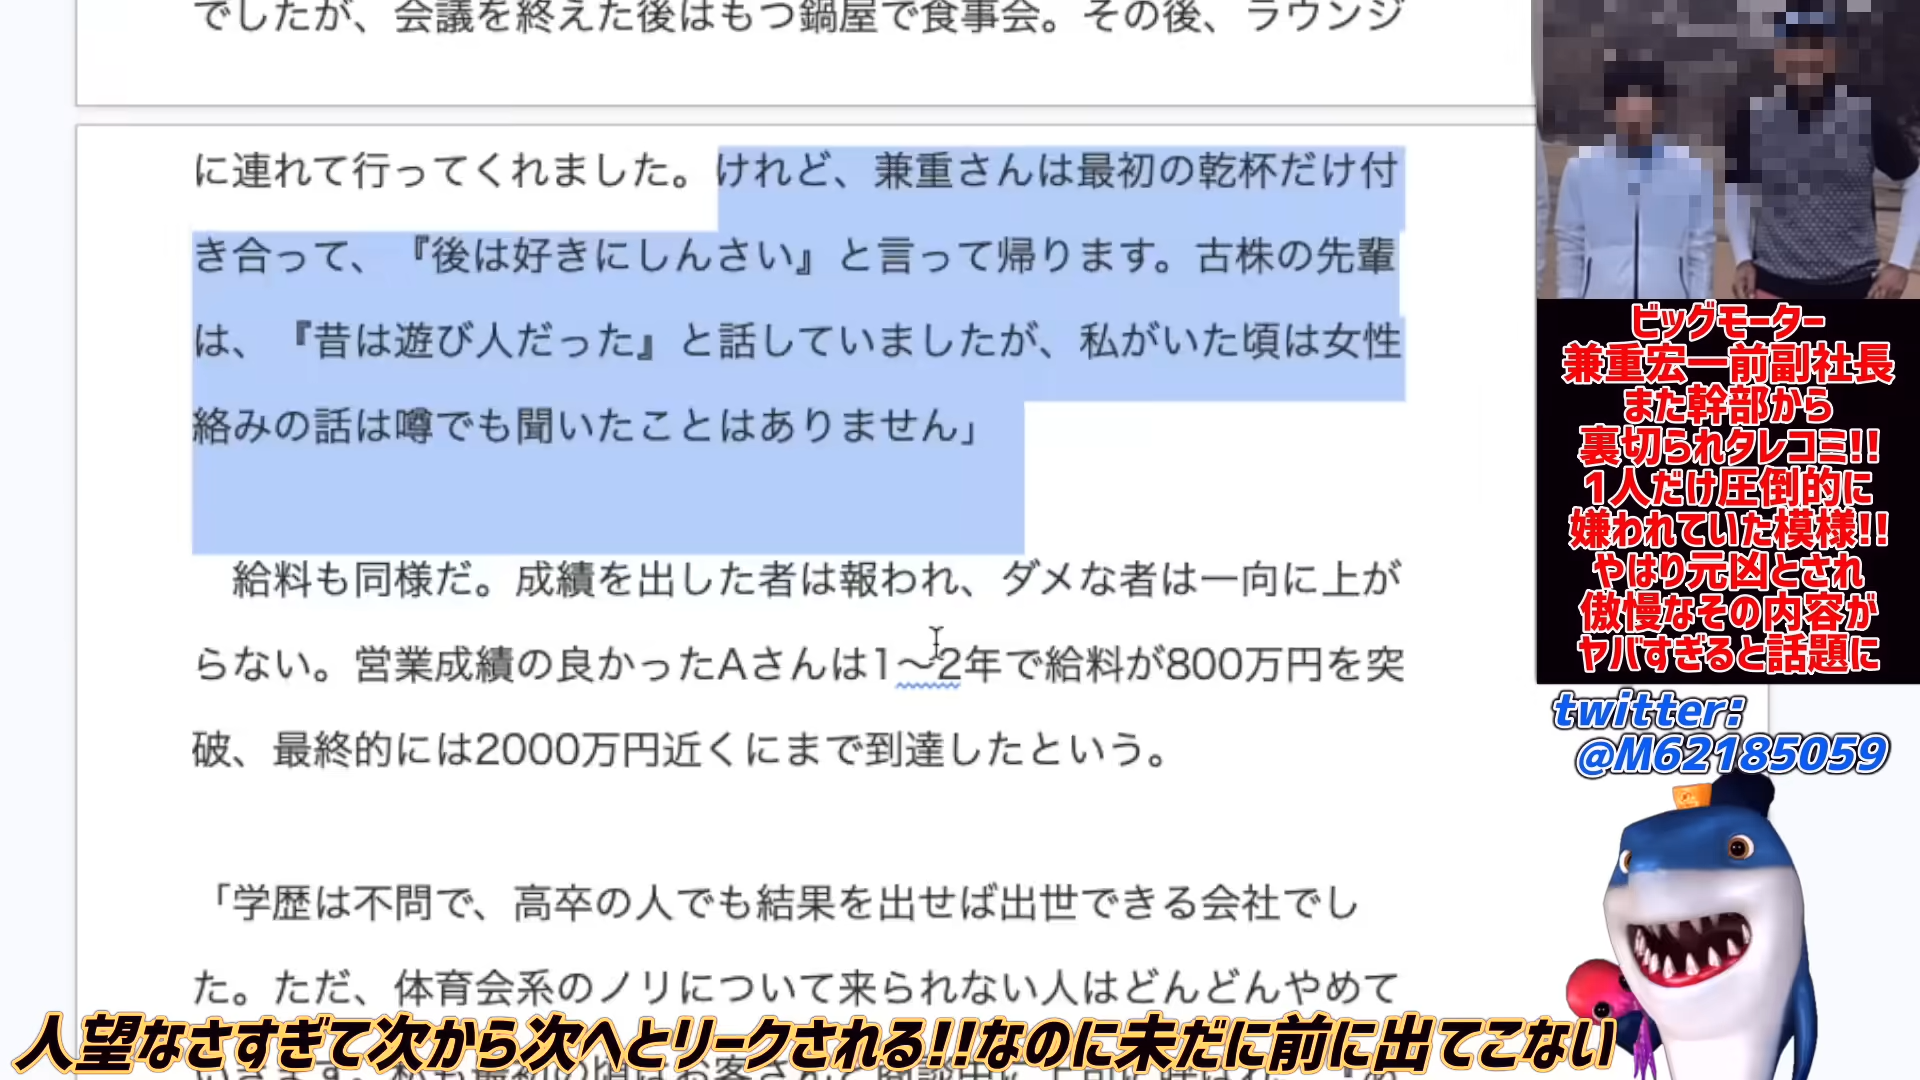 でしたが、会議を終えた後はもつ鍋屋で食事会。その後、ラウンジ
に連れて行ってくれました。けれど、兼重さんは最初の乾杯だけ付
き合って、『後は好きにしんさい』と言って帰ります。古株の先輩
は、『昔は遊び人だった』と話していましたが、私がいた頃は女性
絡みの話は噂でも聞いたことはありません」
給料も同様だ。成績を出した者は報われ、ダメな者は一向に上が
らない。営業成績の良かったAさんは1〜2年で給料が800万円を突
破、最終的には2000万円近くにまで到達したという。
「学歴は不問で、高卒の人でも結果を出せば出世できる会社でし
た。ただ、体育会系のノリについて来られない人はどんどんやめて
人望なさすぎて次から次へとリークされる!!なのに未だに前に出てこない
ビッグモーター
兼重宏一前副社長
また幹部から
裏切られタレコミ!!
1人だけ圧倒的に
嫌われていた模様!!
やはり元凶とされ
傲慢なその内容が
ヤバすぎると話題に
twitter:
@M62185059